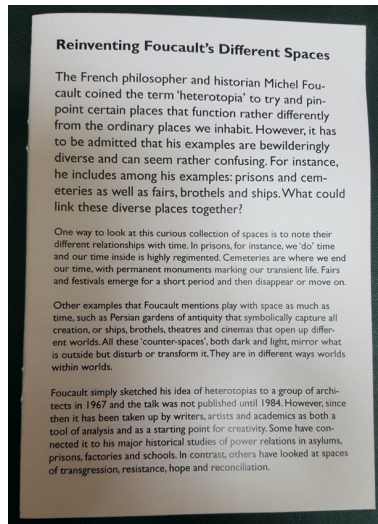 Reinventing Foucault's Different Spaces
The French philosopher and historian Michel Fou-
cault coined the term 'heterotopia' to try and pin-
point certain places that function rather differently
from the ordinary places we inhabit. However, it has
to be admitted that his examples are bewilderingly
diverse and can seem rather confusing. For instance,
he includes among his examples: prisons and cem-
eteries as well as fairs, brothels and ships. What could
link these diverse places together?
One way to look at this curious collection of spaces is to note their
different relationships with time. In prisons, for instance, we 'do' time
and our time inside is highly regimented. Cemeteries are where we end
our time, with permanent monuments marking our transient life. Fairs
and festivals emerge for a short period and then disappear or move on.
Other examples that Foucault mentions play with space as much as
time, such as Persian gardens of antiquity that symbolically capture all
creation, or ships, brothels, theatres and cinemas that open up differ-
ent worlds. All these 'counter-spaces', both dark and light, mirror what
is outside but disturb or transform it. They are in different ways worlds
within worlds.
Foucault simply sketched his idea of heterotopias to a group of archi-
tects in 1967 and the talk was not published until 1984. However, since
then it has been taken up by writers, artists and academics as both a
tool of analysis and as a starting point for creativity. Some have con-
nected it to his major historical studies of power relations in asylums,
prisons, factories and schools. In contrast, others have looked at spaces
of transgression, resistance, hope and reconciliation.